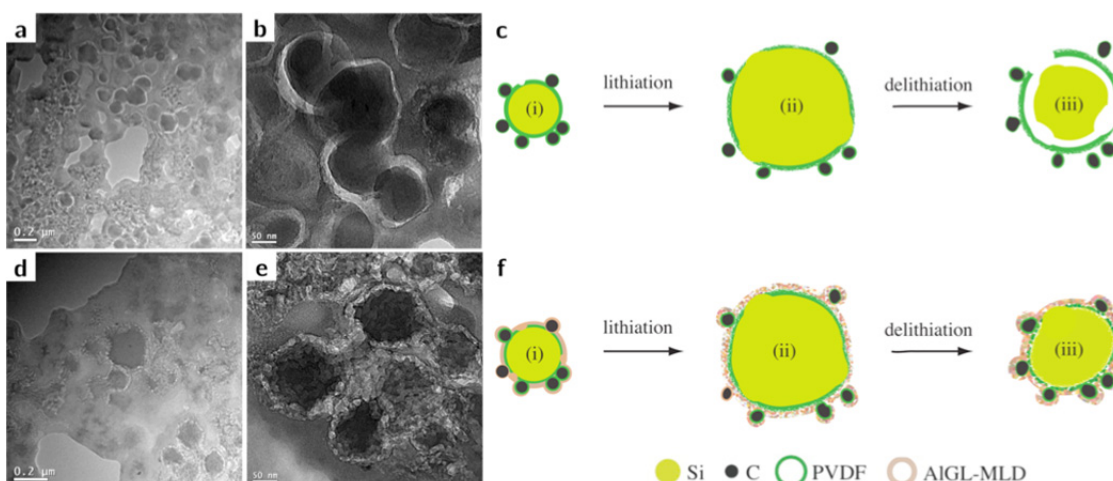 a
b
c
lithiation
delithiation
(i)
(ii)
(iii)
0.2 μm
50 nm
d
e
f
lithiation
delithiation
(i)
(ii)
(iii)
0.2 μm
50 nm
Si
C
PVDF
AlGL-MLD